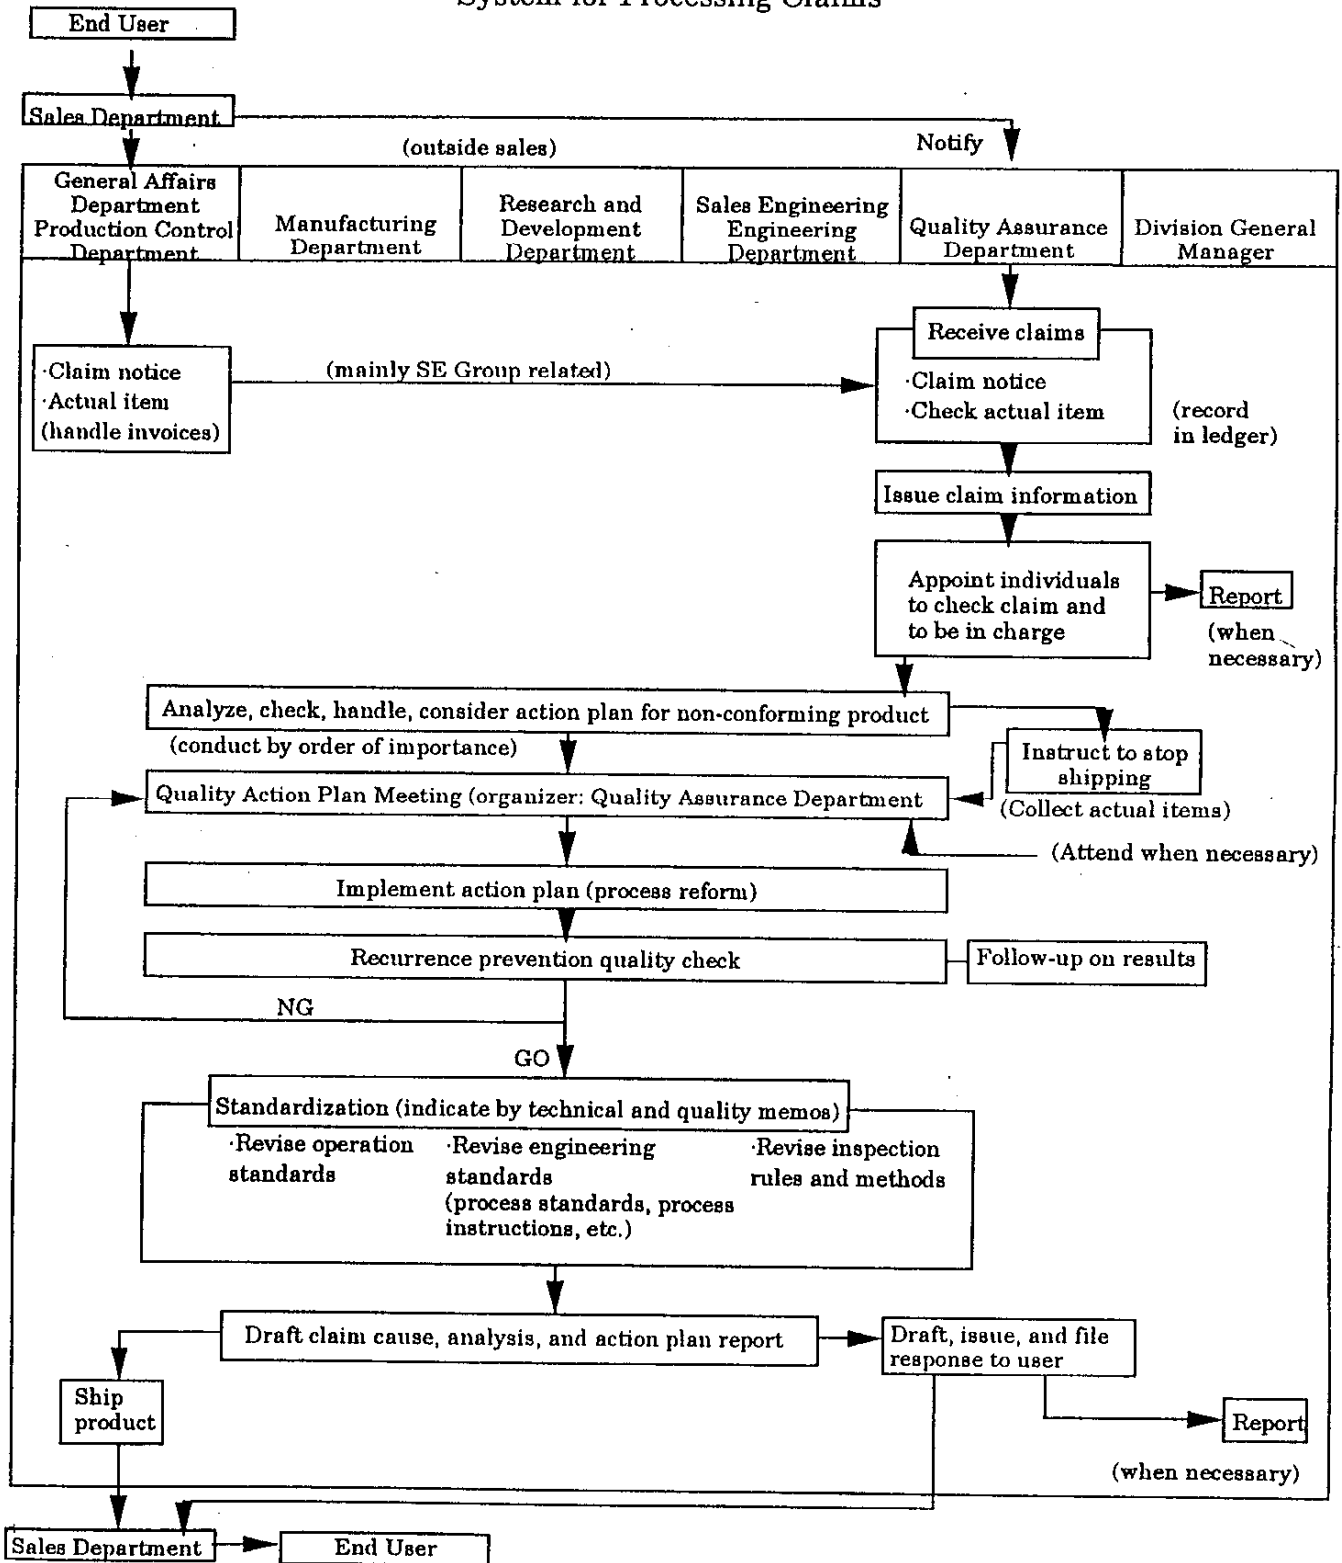 System for Processing Claims
End User
Sales Department
(outside sales)
Notify
General Affairs
Department
Production Control
Department
Manufacturing
Department
Research and
Development
Department
Sales Engineering
Engineering
Department
Quality Assurance
Department
Division General
Manager
Receive claims
·Claim notice
·Actual item
(handle invoices)
(mainly SE Group related)
·Claim notice
·Check actual item
(record
in ledger)
Issue claim information
Appoint individuals
to check claim and
to be in charge
Report
(when
necessary)
Analyze, check, handle, consider action plan for non-conforming product
(conduct by order of importance)
Instruct to stop
shipping
Quality Action Plan Meeting (organizer: Quality Assurance Department
(Collect actual items)
(Attend when necessary)
Implement action plan (process reform)
Recurrence prevention quality check
Follow-up on results
NG
GO
Standardization (indicate by technical and quality memos)
·Revise operation
standards
·Revise engineering
standards
(process standards, process
instructions, etc.)
·Revise inspection
rules and methods
Draft claim cause, analysis, and action plan report
Draft, issue, and file
response to user
Ship
product
Report
(when necessary)
Sales Department
End User